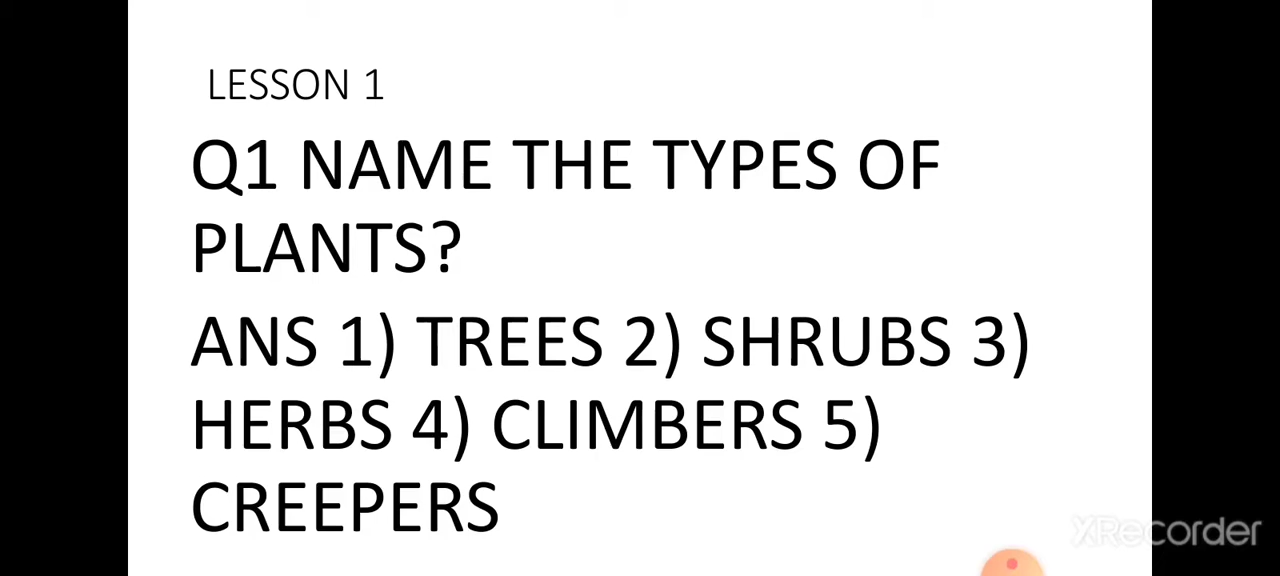 LESSON 1
Q1 NAME THE TYPES OF
PLANTS?
ANS 1) TREES 2) SHRUBS 3)
HERBS 4) CLIMBERS 5)
CREEPERS
XRecorder